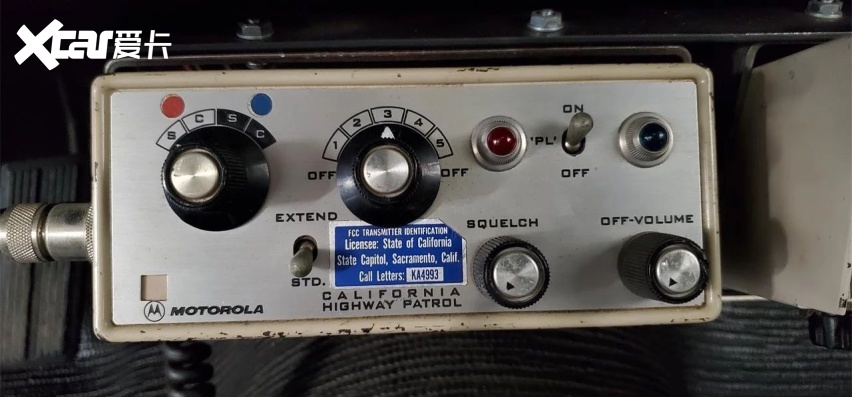 Xcar爱卡
S C S C
1 2 3 4 5
OFF OFF
ON
'PL'
OFF
EXTEND
STD.
FCC TRANSMITTER IDENTIFICATION
Licensee: State of California
State Capitol, Sacramento, Calif.
Call Letters: KA4993
SQUELCH
OFF-VOLUME
MOTOROLA
CALIFORNIA
HIGHWAY PATROL